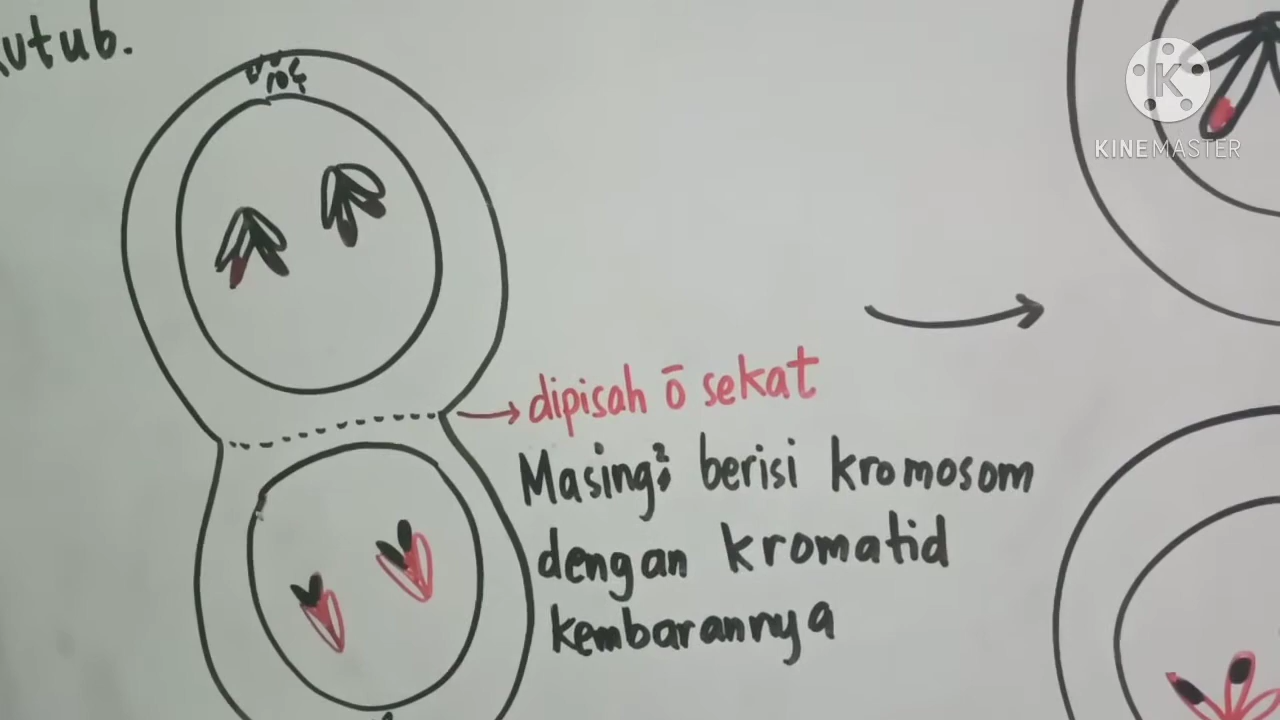 kutub.
KINEMASTER
dipisah ō sekat
Masing² berisi kromosom
dengan kromatid
kembarannya